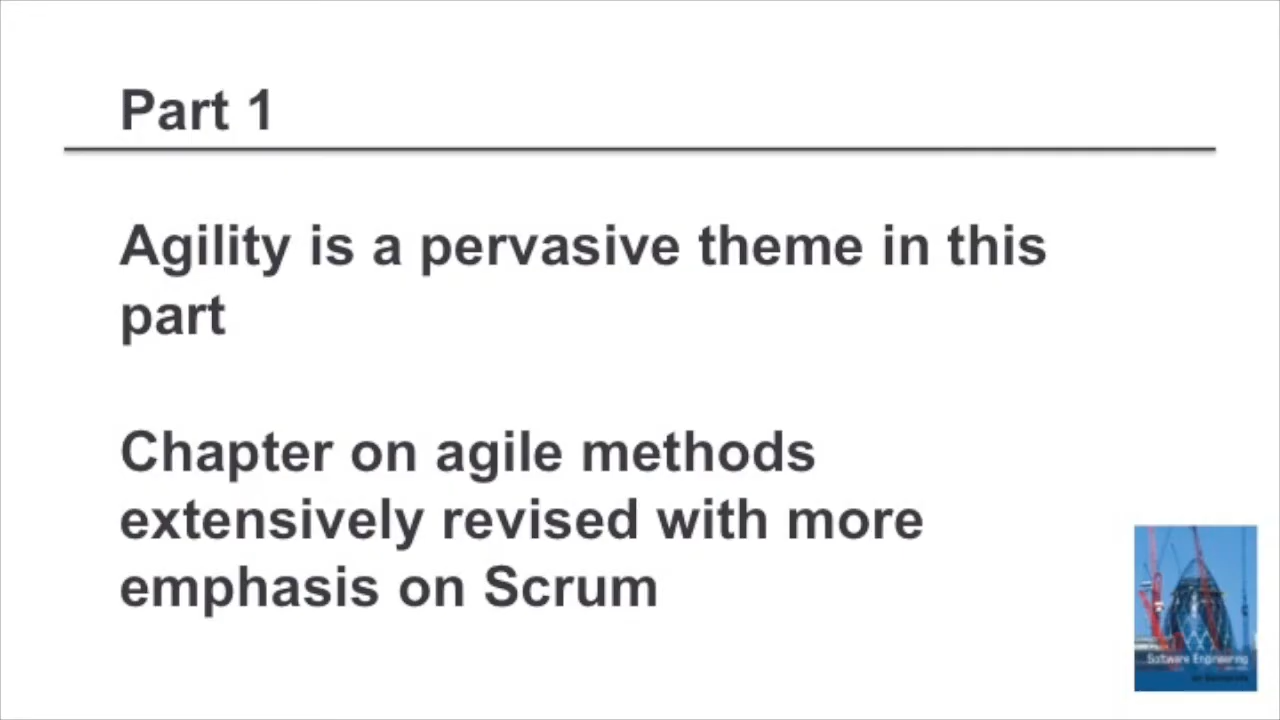 Part 1
Agility is a pervasive theme in this
part
Chapter on agile methods
extensively revised with more
emphasis on Scrum
Software Engineering